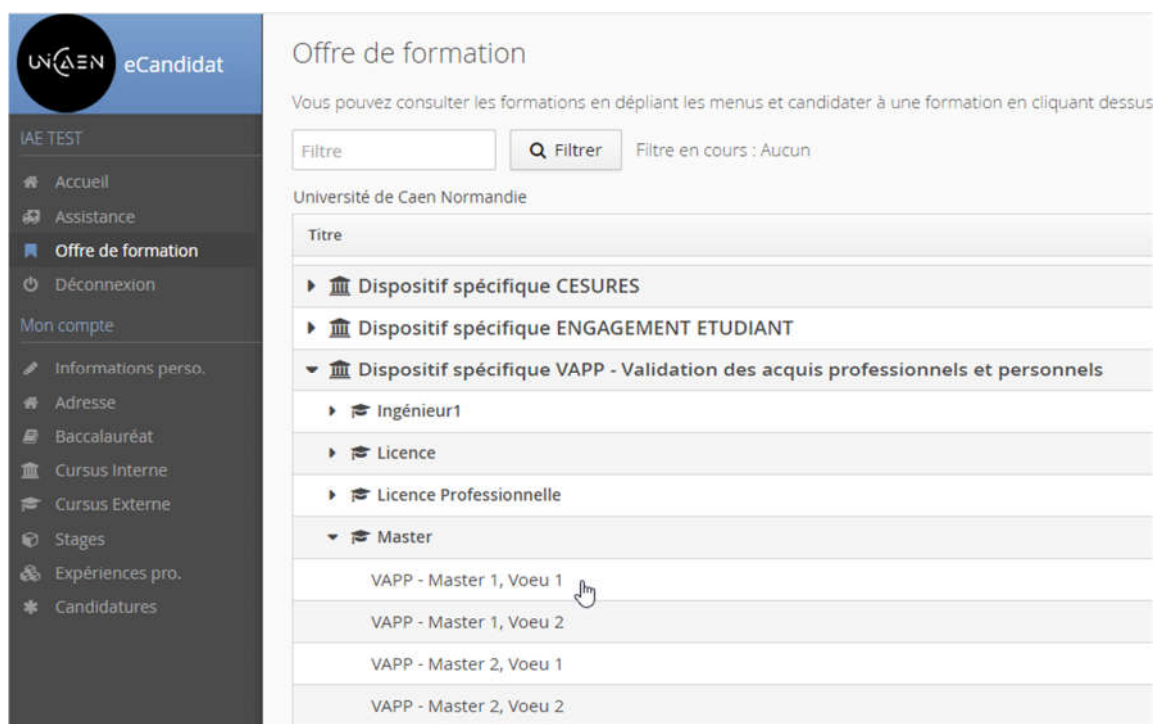 UNICAEN
eCandidat
IAE TEST
Accueil
Assistance
Offre de formation
Déconnexion
Mon compte
Informations perso.
Adresse
Baccalauréat
Cursus Interne
Cursus Externe
Stages
Expériences pro.
Candidatures
Offre de formation
Vous pouvez consulter les formations en dépliant les menus et candidater à une formation en cliquant dessus
Filtre
Filtrer
Filtre en cours : Aucun
Université de Caen Normandie
Titre
Dispositif spécifique CESURES
Dispositif spécifique ENGAGEMENT ETUDIANT
Dispositif spécifique VAPP - Validation des acquis professionnels et personnels
Ingénieur1
Licence
Licence Professionnelle
Master
VAPP - Master 1, Voeu 1
VAPP - Master 1, Voeu 2
VAPP - Master 2, Voeu 1
VAPP - Master 2, Voeu 2